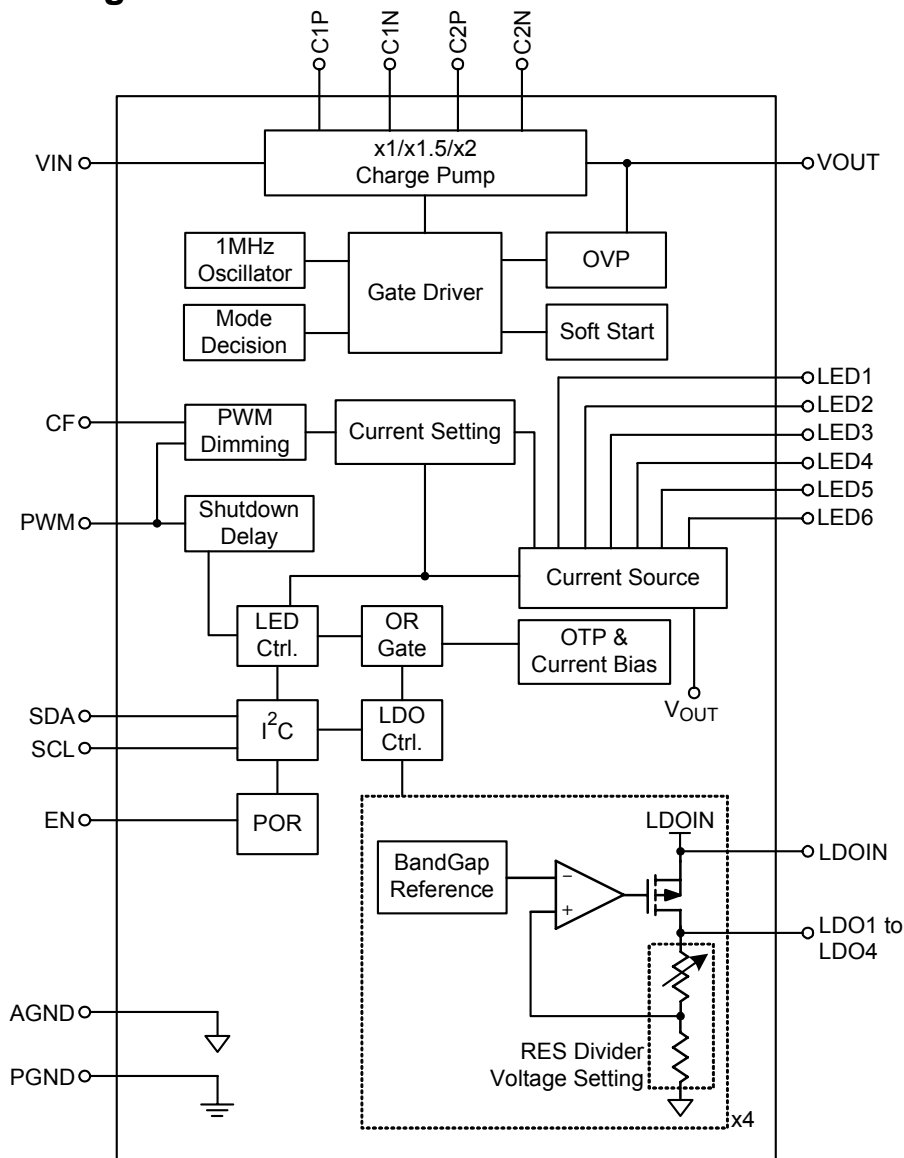 C1P
C1N
C2P
C2N
VIN
x1/x1.5/x2
Charge Pump
VOUT
1MHz
Oscillator
Gate Driver
OVP
Mode
Decision
Soft Start
LED1
LED2
LED3
LED4
LED5
LED6
CF
PWM
Dimming
Current Setting
PWM
Shutdown
Delay
Current Source
LED
Ctrl.
OR
Gate
OTP &
Current Bias
VOUT
SDA
SCL
I2C
LDO
Ctrl.
EN
POR
LDOIN
LDOIN
BandGap
Reference
−
+
LDO1 to
LDO4
AGND
PGND
RES Divider
Voltage Setting
x4